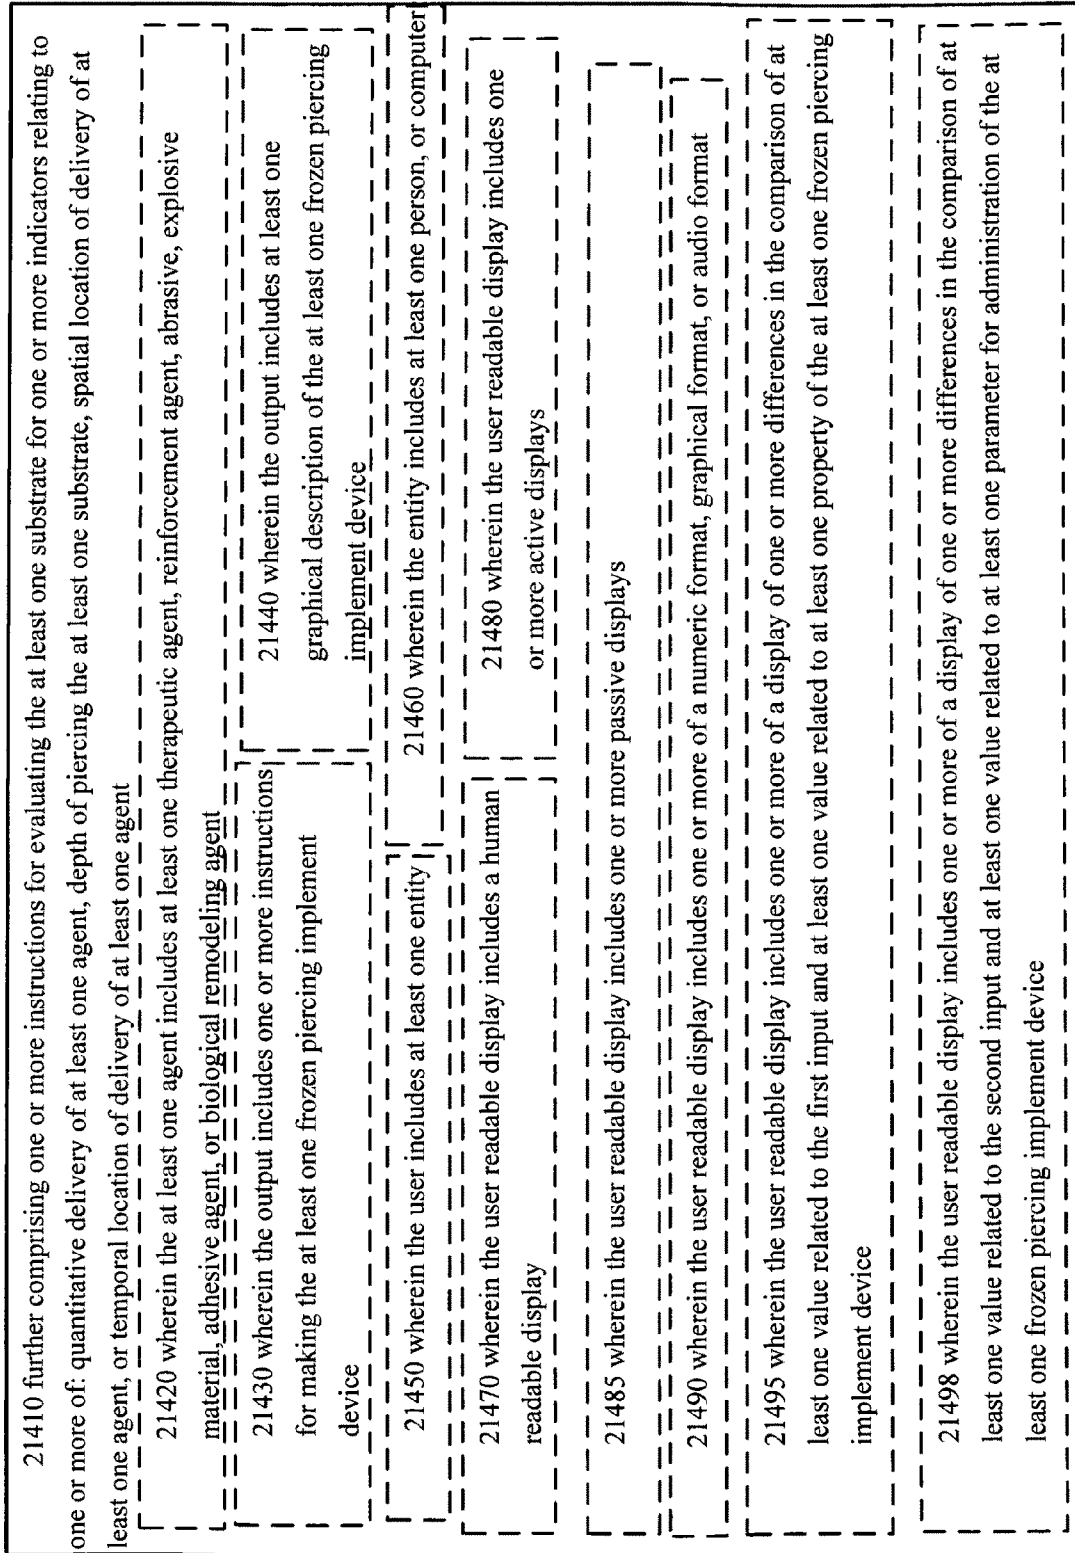 21410 further comprising one or more instructions for evaluating the at least one substrate for one or more indicators relating to
one or more of: quantitative delivery of at least one agent, depth of piercing the at least one substrate, spatial location of delivery of at
least one agent, or temporal location of delivery of at least one agent
21420 wherein the at least one agent includes at least one therapeutic agent, reinforcement agent, abrasive, explosive
material, adhesive agent, or biological remodeling agent
21430 wherein the output includes one or more instructions
for making the at least one frozen piercing implement
device
21440 wherein the output includes at least one
graphical description of the at least one frozen piercing
implement device
21450 wherein the user includes at least one entity
21460 wherein the entity includes at least one person, or computer
21470 wherein the user readable display includes a human
readable display
21480 wherein the user readable display includes one
or more active displays
21485 wherein the user readable display includes one or more passive displays
21490 wherein the user readable display includes one or more of a numeric format, graphical format, or audio format
21495 wherein the user readable display includes one or more of a display of one or more differences in the comparison of at
least one value related to the first input and at least one value related to at least one property of the at least one frozen piercing
implement device
21498 wherein the user readable display includes one or more of a display of one or more differences in the comparison of at
least one value related to the second input and at least one value related to at least one parameter for administration of the at
least one frozen piercing implement device